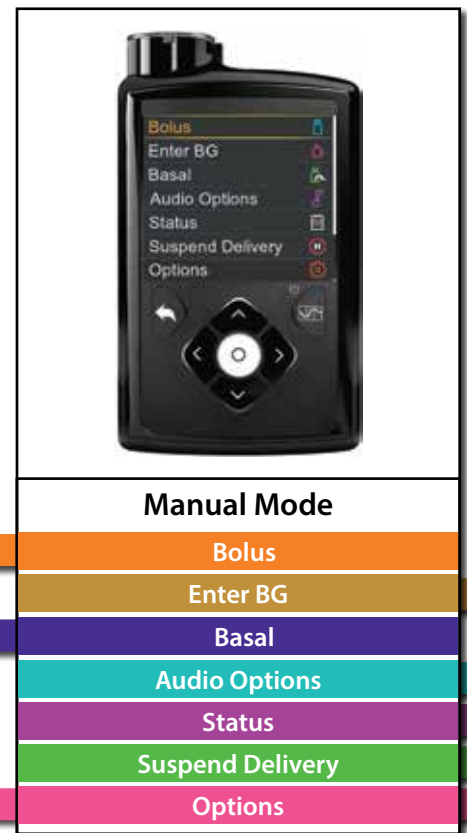 Bolus
Enter BG
Basal
Audio Options
Status
Suspend Delivery
Options
Manual Mode
Bolus
Enter BG
Basal
Audio Options
Status
Suspend Delivery
Options